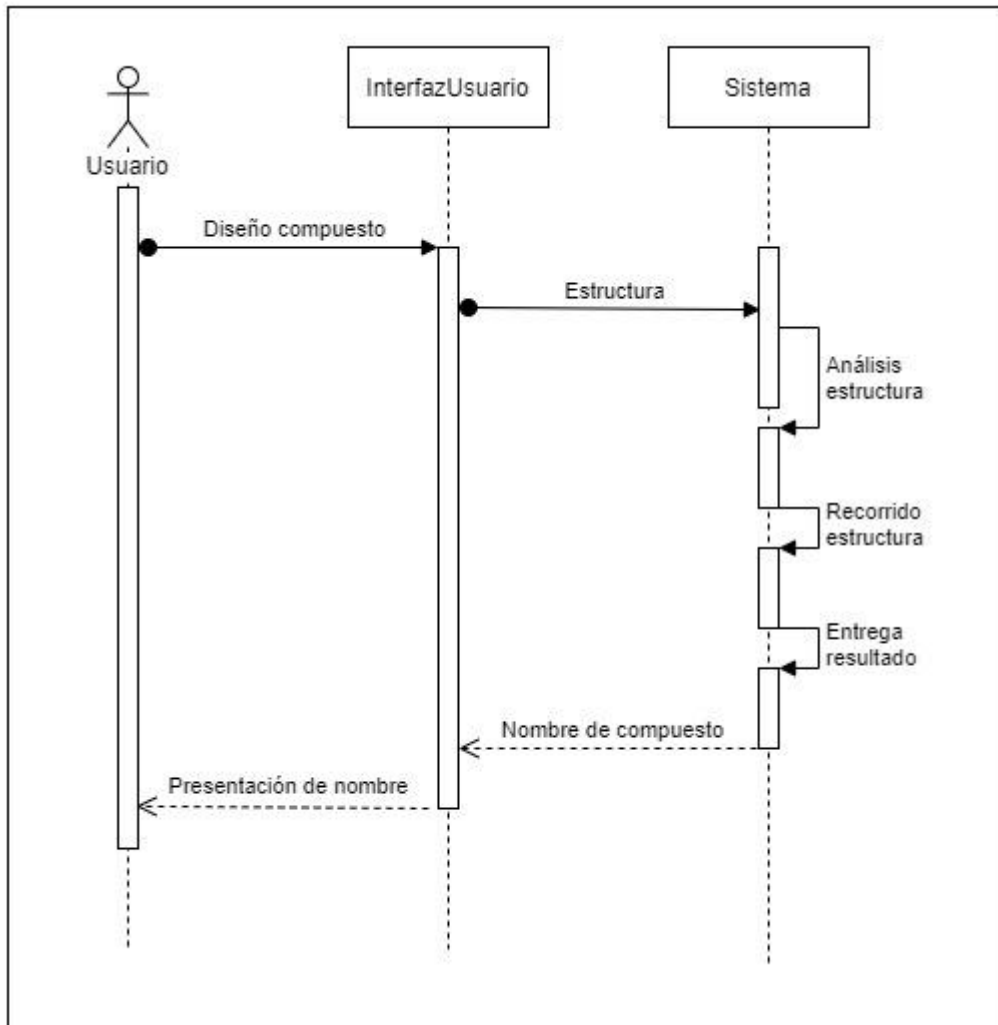 InterfazUsuario
Sistema
Usuario
Diseño compuesto
Estructura
Análisis
estructura
Recorrido
estructura
Entrega
resultado
Nombre de compuesto
Presentación de nombre